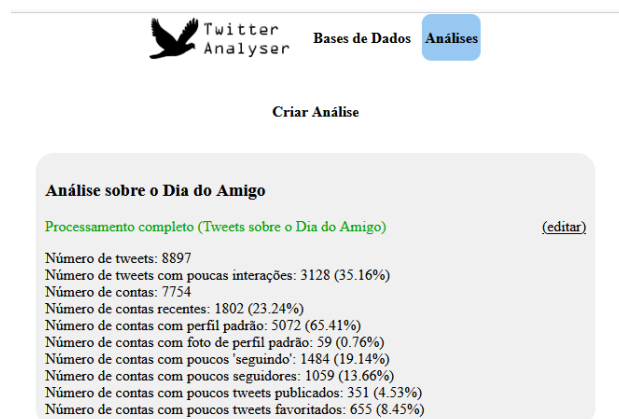 Twitter
Analyser
Bases de Dados
Análises
Criar Análise
Análise sobre o Dia do Amigo
Processamento completo (Tweets sobre o Dia do Amigo)
(editar)
Número de tweets: 8897
Número de tweets com poucas interações: 3128 (35.16%)
Número de contas: 7754
Número de contas recentes: 1802 (23.24%)
Número de contas com perfil padrão: 5072 (65.41%)
Número de contas com foto de perfil padrão: 59 (0.76%)
Número de contas com poucos 'seguindo': 1484 (19.14%)
Número de contas com poucos seguidores: 1059 (13.66%)
Número de contas com poucos tweets publicados: 351 (4.53%)
Número de contas com poucos tweets favoritados: 655 (8.45%)